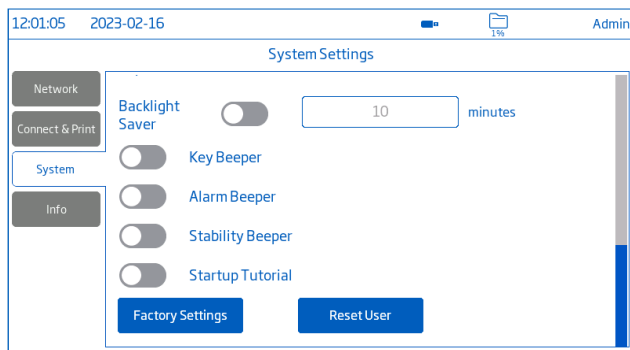 12:01:05 2023-02-16 1% Admin
System Settings
Network
Connect & Print
System
Info
Backlight
Saver
10 minutes
Key Beeper
Alarm Beeper
Stability Beeper
Startup Tutorial
Factory Settings Reset User